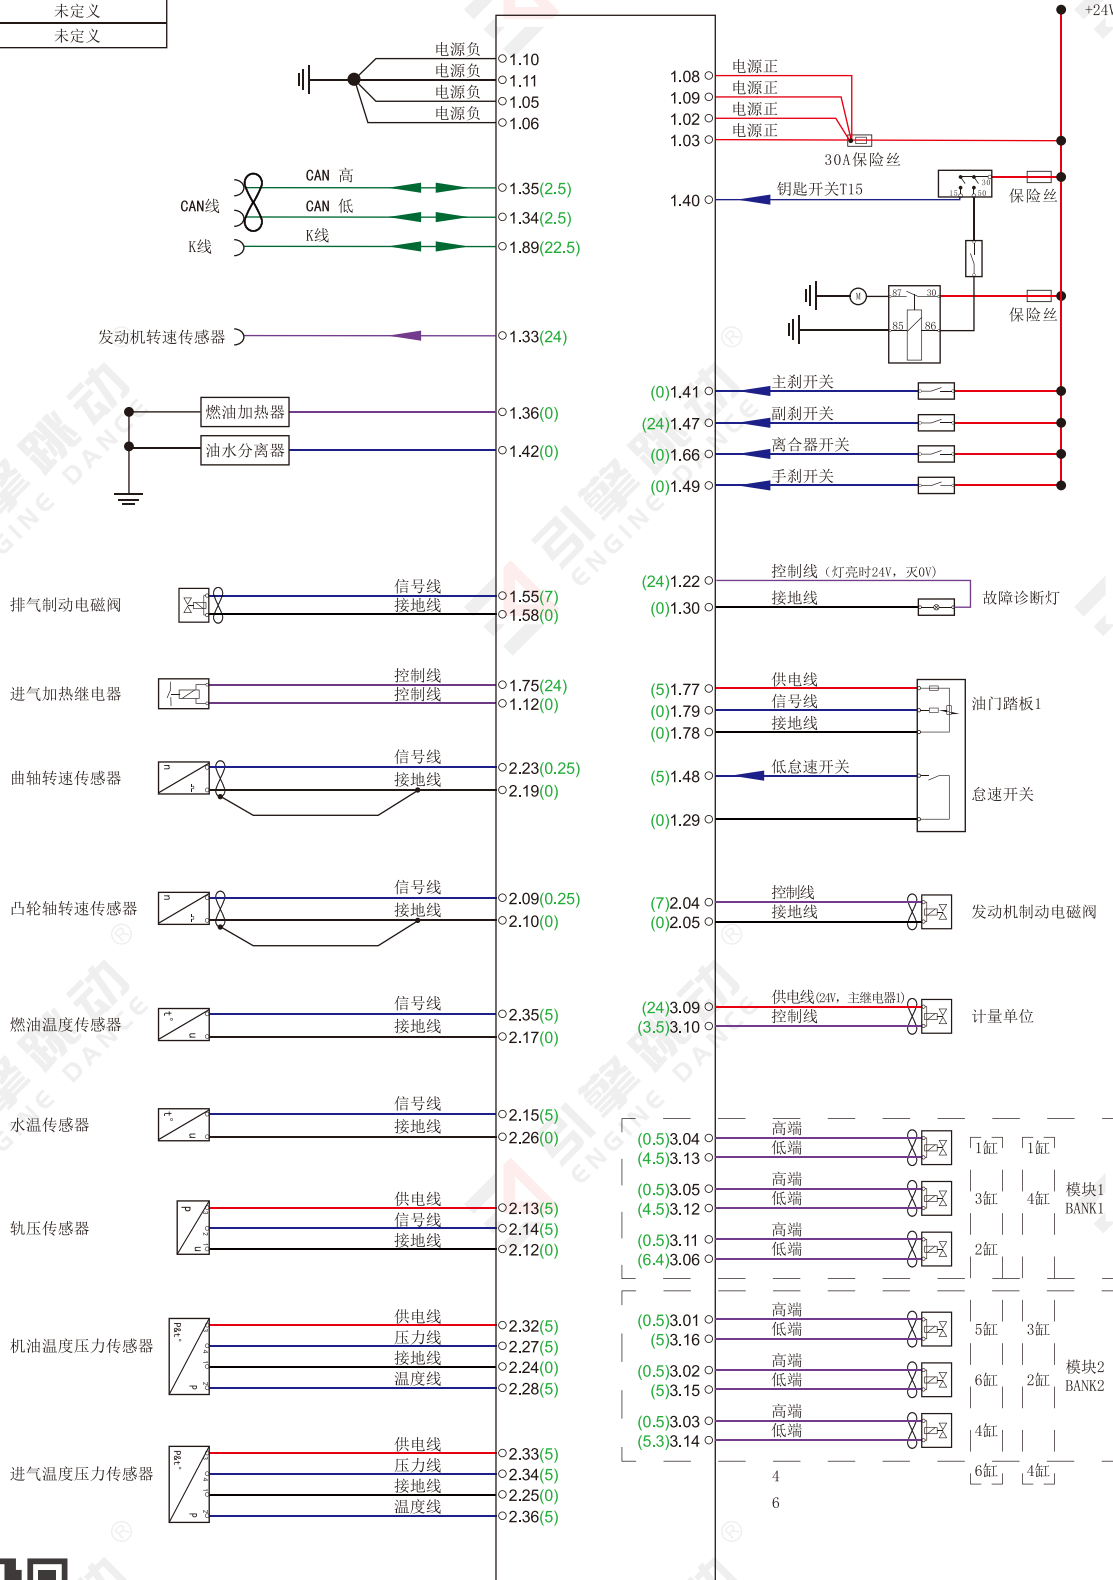 未定义
未定义
+24V
电源负
1.10
电源负
1.11
电源负
1.05
电源负
1.06
电源正
1.08
电源正
1.09
电源正
1.02
电源正
1.03
30A保险丝
CAN线
CAN 高
1.35(2.5)
CAN 低
1.34(2.5)
K线
K线
1.89(22.5)
1.40
钥匙开关T15
30
15
50
保险丝
M
87
30
85
86
保险丝
发动机转速传感器
1.33(24)
燃油加热器
1.36(0)
油水分离器
1.42(0)
(0)1.41
主刹开关
(24)1.47
副刹开关
(0)1.66
离合器开关
(0)1.49
手刹开关
排气制动电磁阀
信号线
1.55(7)
接地线
1.58(0)
(24)1.22
控制线（灯亮时24V，灭0V）
(0)1.30
接地线
故障诊断灯
进气加热继电器
控制线
1.75(24)
控制线
1.12(0)
(5)1.77
供电线
(0)1.79
信号线
(0)1.78
接地线
油门踏板1
曲轴转速传感器
n
信号线
2.23(0.25)
接地线
2.19(0)
(5)1.48
低怠速开关
(0)1.29
怠速开关
凸轮轴转速传感器
n
信号线
2.09(0.25)
接地线
2.10(0)
(7)2.04
控制线
(0)2.05
接地线
发动机制动电磁阀
燃油温度传感器
t°
u
信号线
2.35(5)
接地线
2.17(0)
(24)3.09
供电线(24V，主继电器1)
(3.5)3.10
控制线
计量单位
水温传感器
t°
u
信号线
2.15(5)
接地线
2.26(0)
轨压传感器
p
u
3
2
1
供电线
2.13(5)
信号线
2.14(5)
接地线
2.12(0)
(0.5)3.04
高端
(4.5)3.13
低端
1缸
1缸
(0.5)3.05
高端
(4.5)3.12
低端
3缸
4缸
(0.5)3.11
高端
(6.4)3.06
低端
2缸
模块1
BANK1
机油温度压力传感器
P&t°
p
3
4
1
2
供电线
2.32(5)
压力线
2.27(5)
接地线
2.24(0)
温度线
2.28(5)
(0.5)3.01
高端
(5)3.16
低端
5缸
3缸
(0.5)3.02
高端
(5)3.15
低端
6缸
2缸
(0.5)3.03
高端
(5.3)3.14
低端
4缸
模块2
BANK2
进气温度压力传感器
P&t°
p
3
4
1
2
供电线
2.33(5)
压力线
2.34(5)
接地线
2.25(0)
温度线
2.36(5)
4
6缸
4缸
6
引擎跳动
ENGINE DANCE
®